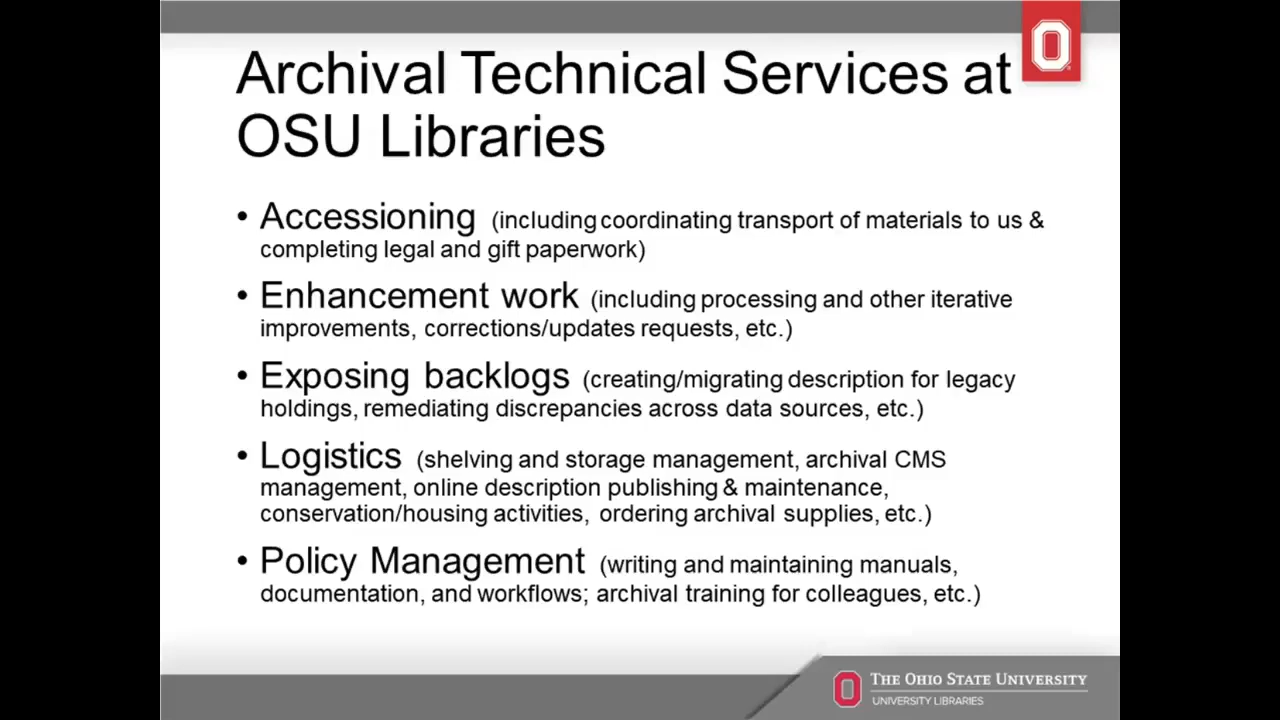 Archival Technical Services at
OSU Libraries
• Accessioning (including coordinating transport of materials to us &
completing legal and gift paperwork)
• Enhancement work (including processing and other iterative
improvements, corrections/updates requests, etc.)
• Exposing backlogs (creating/migrating description for legacy
holdings, remediating discrepancies across data sources, etc.)
• Logistics (shelving and storage management, archival CMS
management, online description publishing & maintenance,
conservation/housing activities, ordering archival supplies, etc.)
• Policy Management (writing and maintaining manuals,
documentation, and workflows; archival training for colleagues, etc.)
THE OHIO STATE UNIVERSITY
UNIVERSITY LIBRARIES